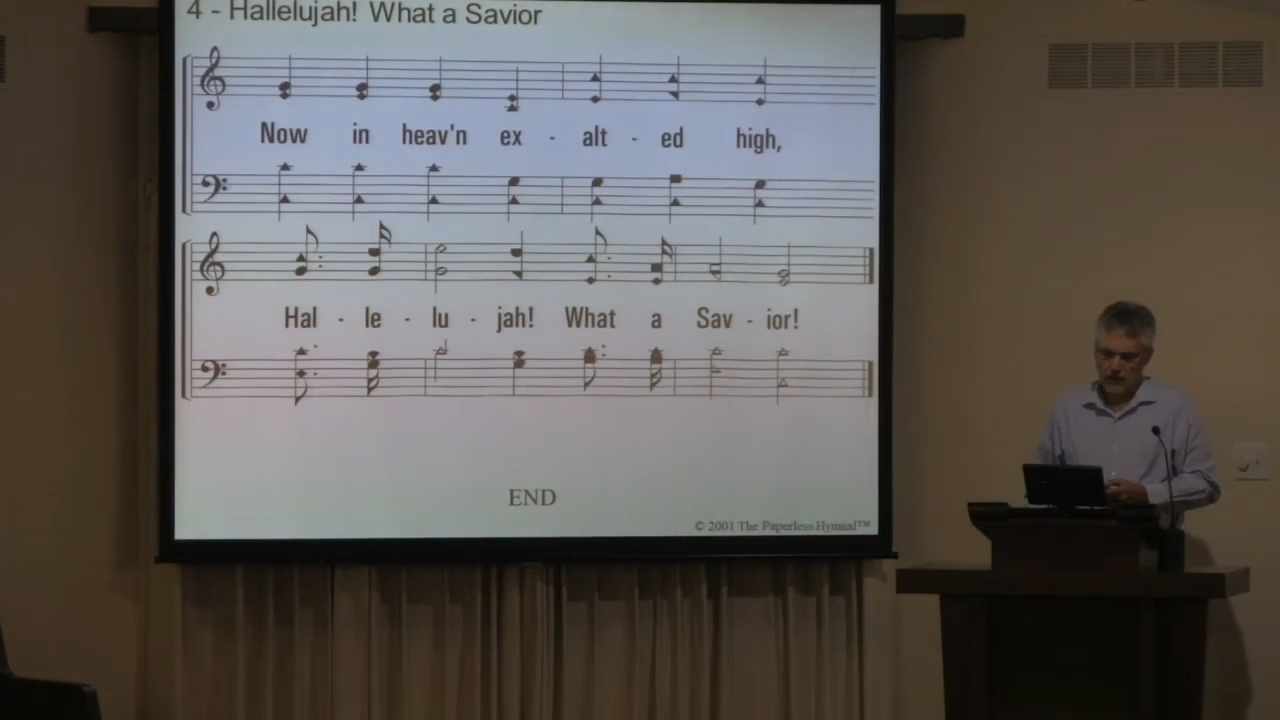 4 - Hallelujah! What a Savior
Now in heav'n ex - alt - ed high,
Hal - le - lu - jah! What a Sav - ior!
END
© 2001 The Paperless Hymnal™